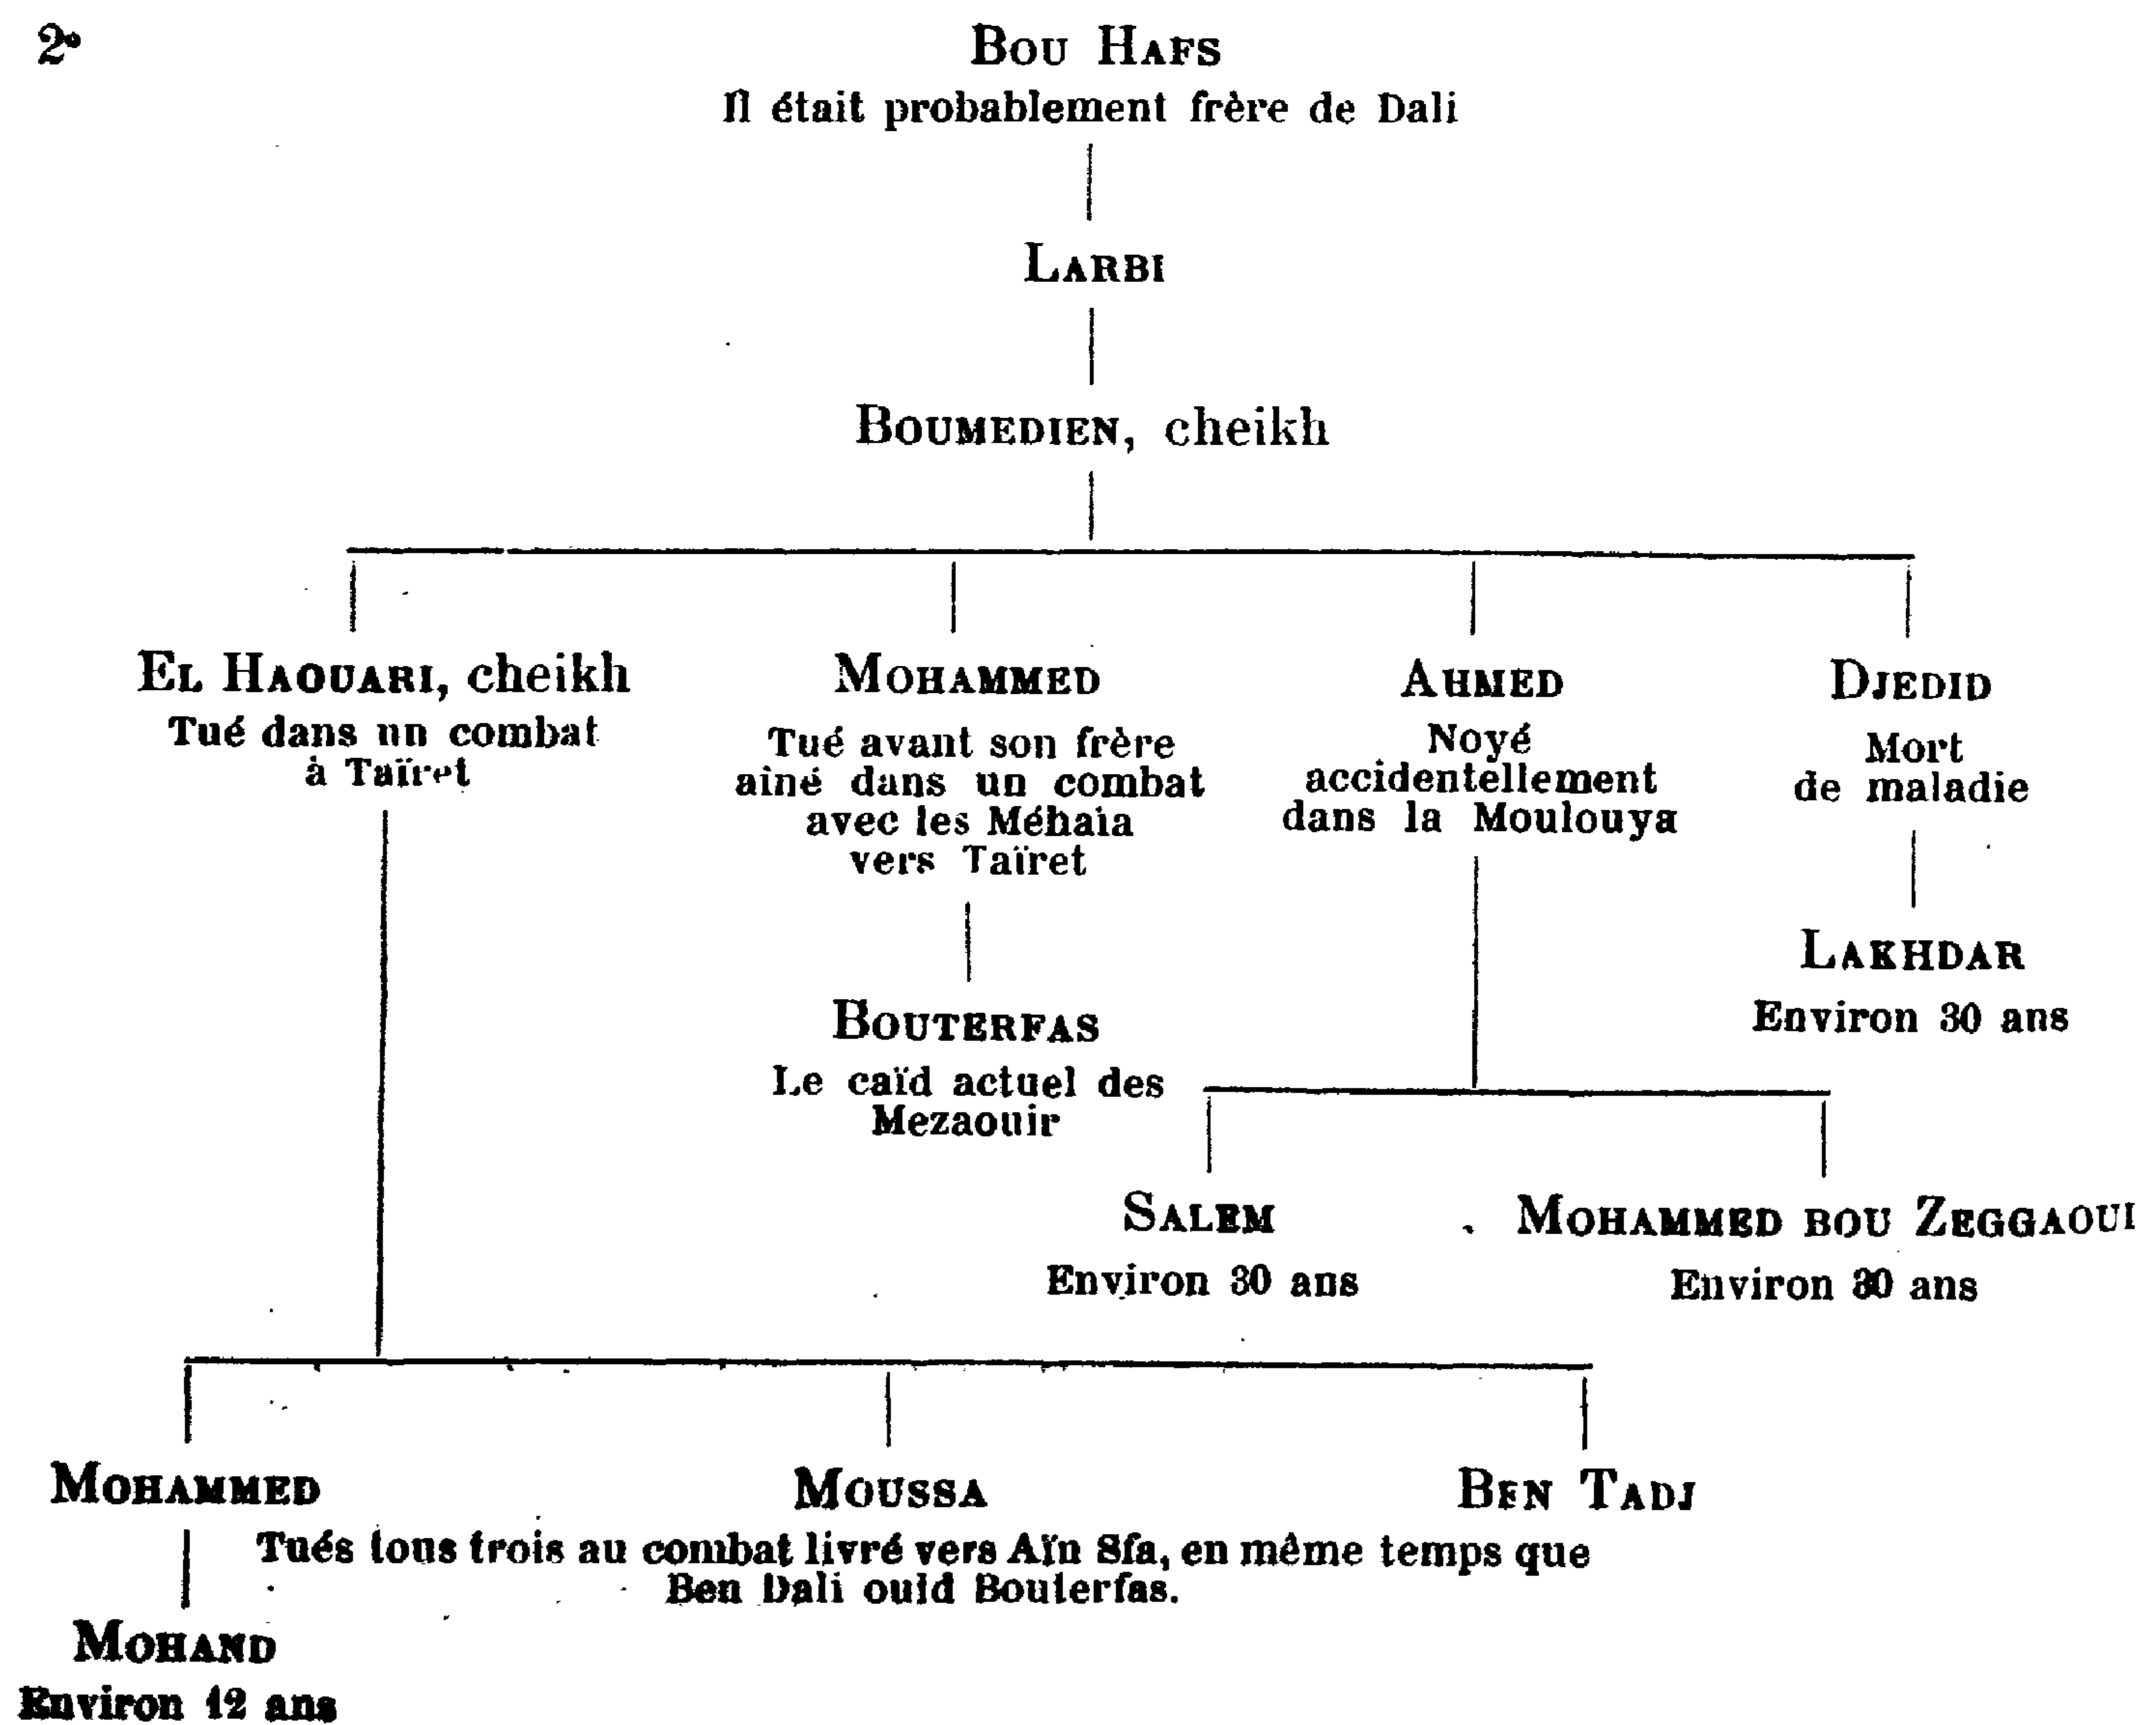 2°
BOU HAFS
Il était probablement frère de Dali
LARBI
BOUMEDIEN, cheikh
EL HAOUARI, cheikh
Tué dans un combat
à Taïret
MOHAMMED
Tué avant son frère
ainé dans un combat
avec les Méhaïa
vers Taïret
AHMED
Noyé
accidentellement
dans la Moulouya
DJEDID
Mort
de maladie
LAKHDAR
Environ 30 ans
BOUTERFAS
Le caïd actuel des
Mezaouir
SALEM
Environ 30 ans
MOHAMMED BOU ZEGGAOUI
Environ 30 ans
MOHAMMED
MOUSSA
BEN TADJ
Tués tous trois au combat livré vers Aïn Sfa, en même temps que
Ben Dali ould Bouterfas.
MOHAND
Environ 12 ans